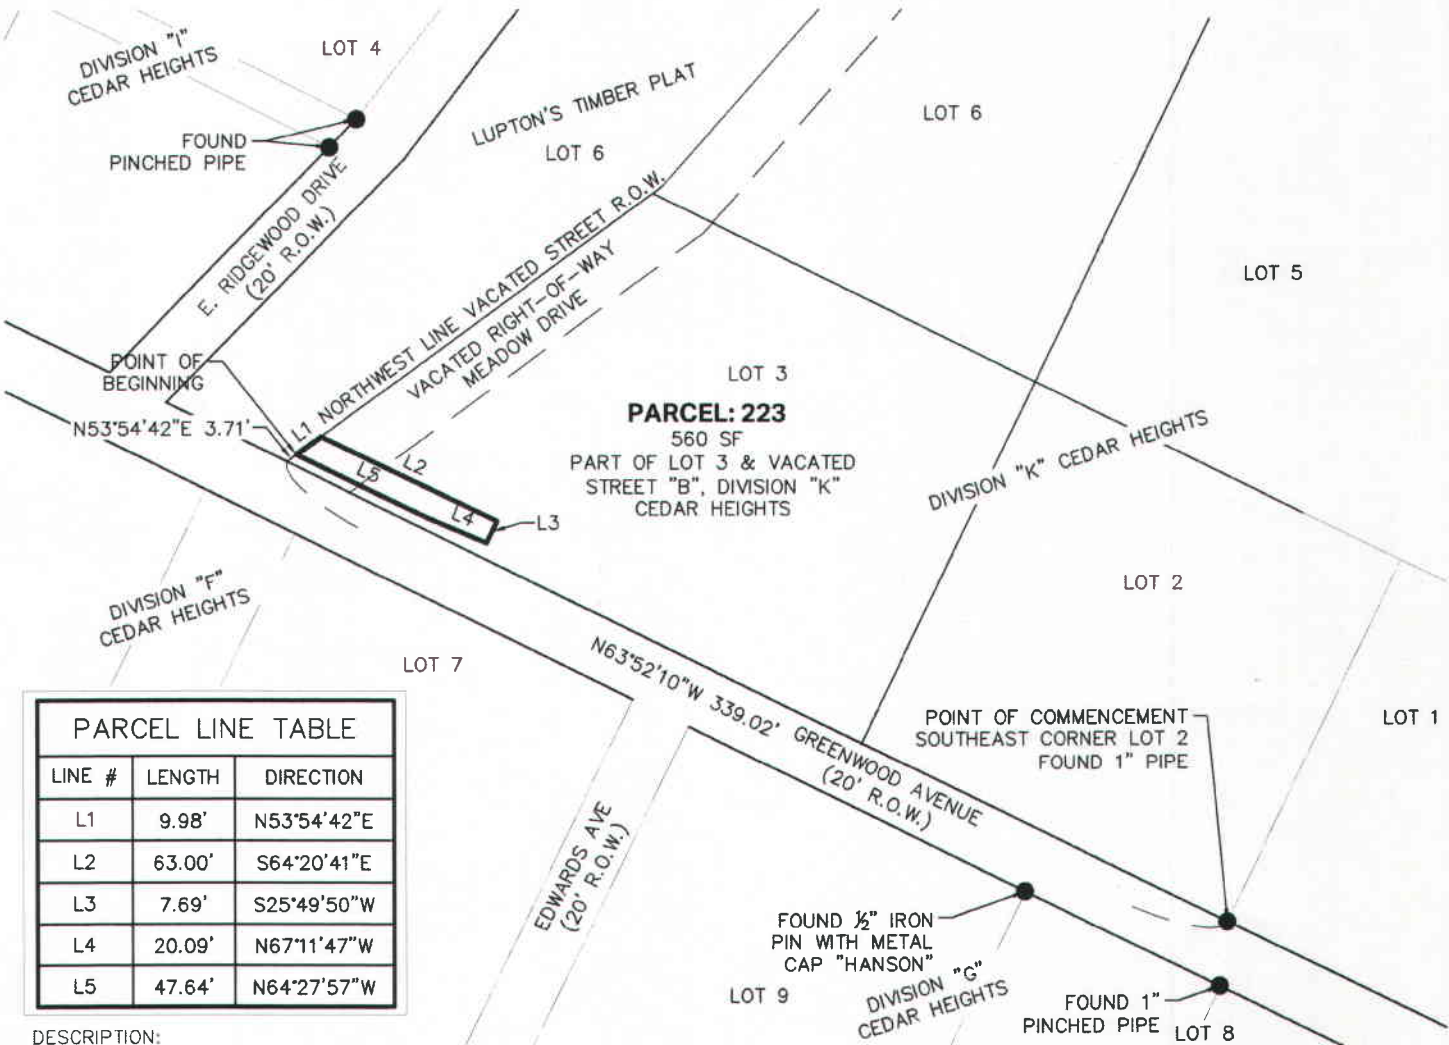 DIVISION "I"
CEDAR HEIGHTS
LOT 4
FOUND
PINCHED PIPE
E. RIDGEWOOD DRIVE
(20' R.O.W.)
LUPTON'S TIMBER PLAT
LOT 6
LOT 6
LOT 5
NORTHWEST LINE VACATED STREET R.O.W.
VACATED RIGHT-OF-WAY
MEADOW DRIVE
POINT OF
BEGINNING
N53°54'42"E 3.71'
L1
L2
L5
L4
L3
LOT 3
PARCEL: 223
560 SF
PART OF LOT 3 & VACATED
STREET "B", DIVISION "K"
CEDAR HEIGHTS
DIVISION "K" CEDAR HEIGHTS
LOT 2
LOT 1
DIVISION "F"
CEDAR HEIGHTS
LOT 7
N63°52'10"W 339.02'
GREENWOOD AVENUE
(20' R.O.W.)
POINT OF COMMENCEMENT
SOUTHEAST CORNER LOT 2
FOUND 1" PIPE
PARCEL LINE TABLE
LINE # LENGTH DIRECTION
L1 9.98' N53°54'42"E
L2 63.00' S64°20'41"E
L3 7.69' S25°49'50"W
L4 20.09' N67°11'47"W
L5 47.64' N64°27'57"W
EDWARDS AVE
(20' R.O.W.)
FOUND ½" IRON
PIN WITH METAL
CAP "HANSON"
LOT 9
DIVISION "G"
CEDAR HEIGHTS
FOUND 1"
PINCHED PIPE
LOT 8
DESCRIPTION: